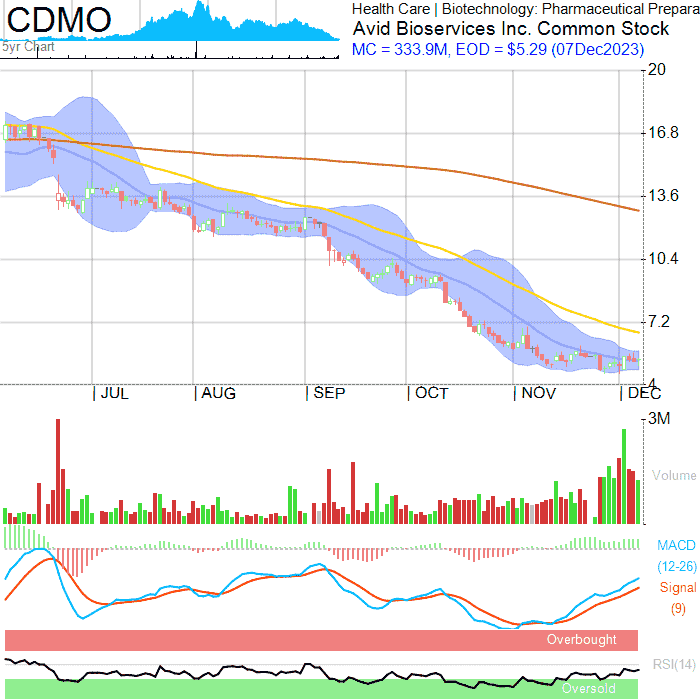 CDMO
5yr Chart
Health Care | Biotechnology: Pharmaceutical Prepara
Avid Bioservices Inc. Common Stock
MC = 333.9M, EOD = $5.29 (07Dec2023)
20
16.8
13.6
10.4
7.2
4
JUL
AUG
SEP
OCT
NOV
DEC
3M
Volume
MACD
(12-26)
Signal
(9)
Overbought
RSI(14)
Oversold